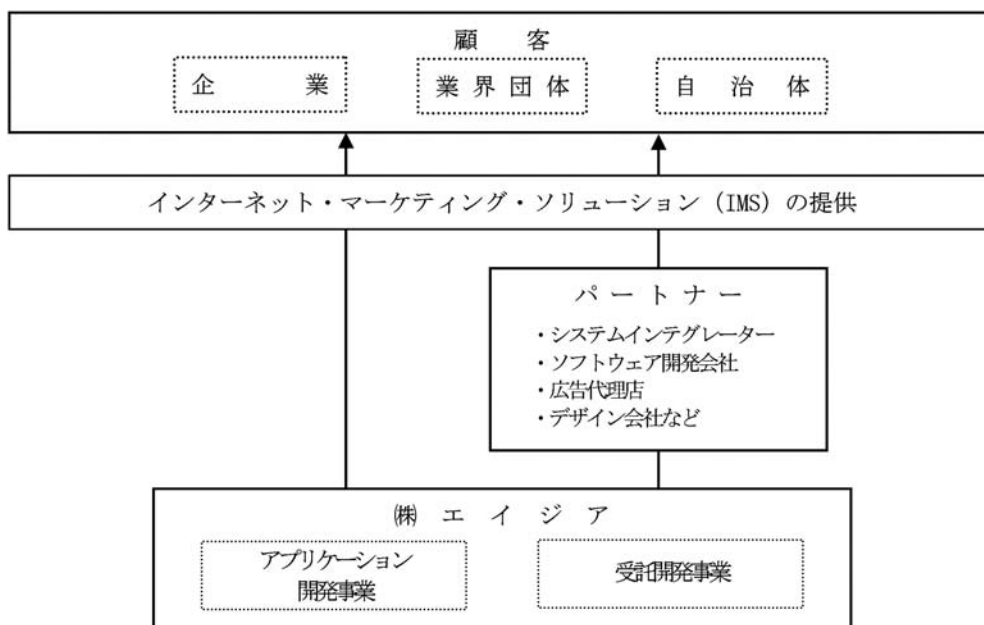 顧 客
企 業
業 界 団 体
自 治 体
インターネット・マーケティング・ソリューション（IMS）の提供
パ ー ト ナ ー
・システムインテグレーター
・ソフトウェア開発会社
・広告代理店
・デザイン会社など
㈱ エ イ ジ ア
アプリケーション
開発事業
受託開発事業